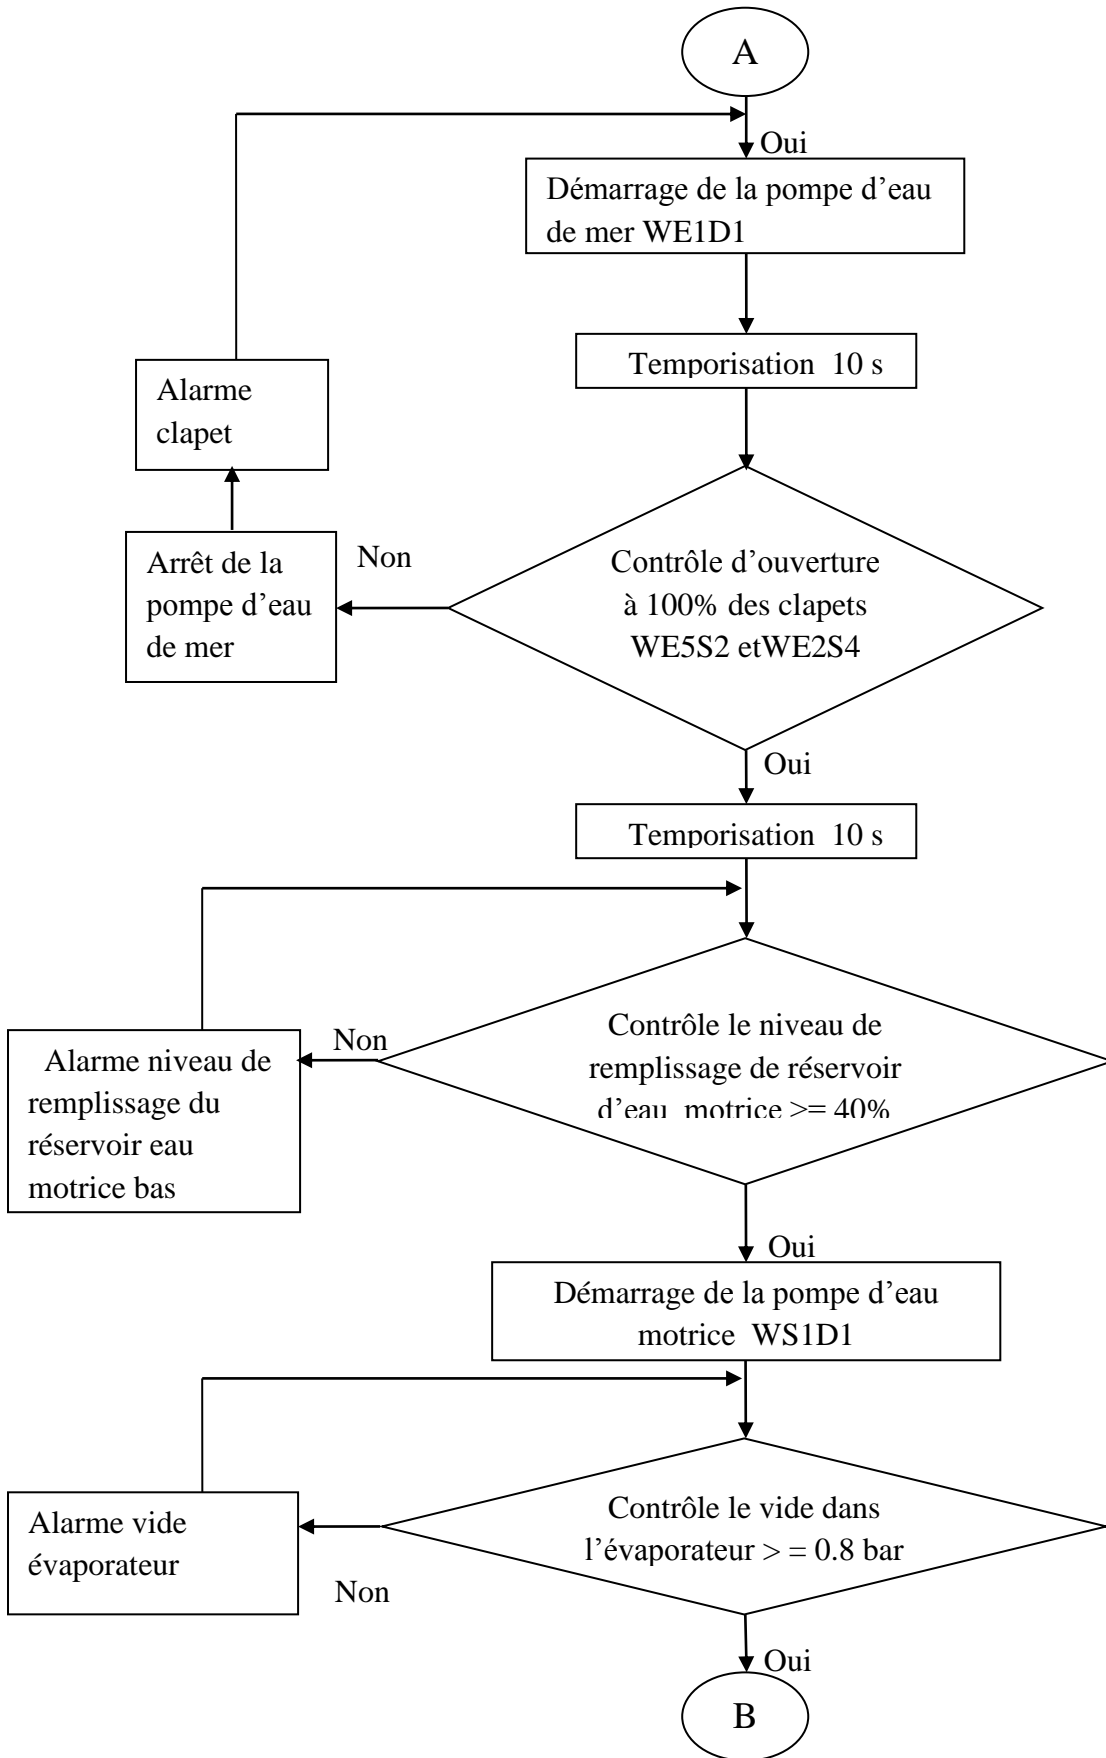 A
Oui
Démarrage de la pompe d’eau
de mer WE1D1
Temporisation 10 s
Alarme
clapet
Non
Arrêt de la
pompe d’eau
de mer
Contrôle d’ouverture
à 100% des clapets
WE5S2 etWE2S4
Oui
Temporisation 10 s
Non
Alarme niveau de
remplissage du
réservoir eau
motrice bas
Contrôle le niveau de
remplissage de réservoir
d’eau motrice >= 40%
Oui
Démarrage de la pompe d’eau
motrice WS1D1
Alarme vide
évaporateur
Non
Contrôle le vide dans
l’évaporateur > = 0.8 bar
Oui
B